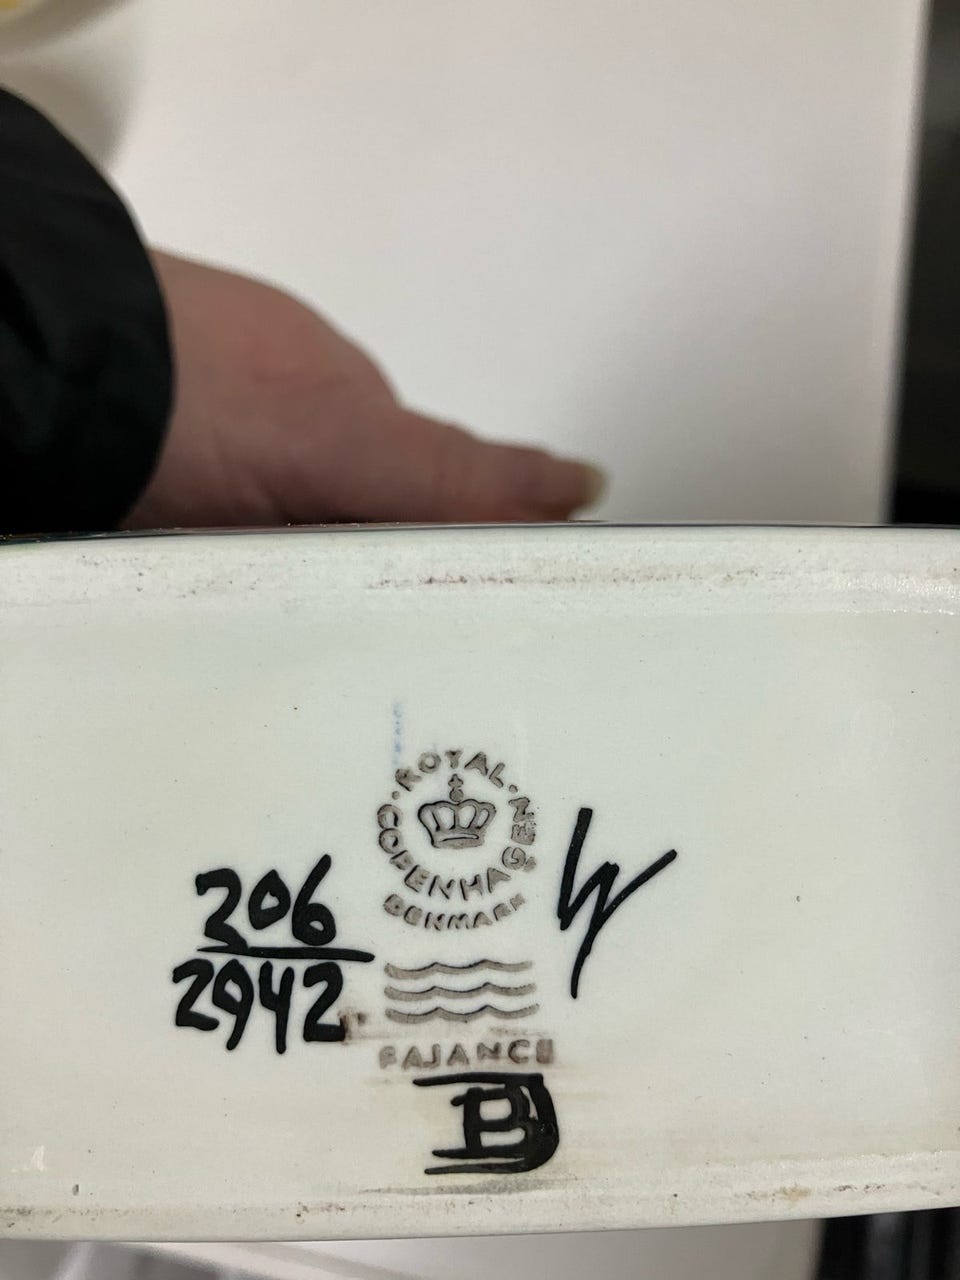 ROYAL
COPENHAGEN
DENMARK
206
2942
FAJANCE
B